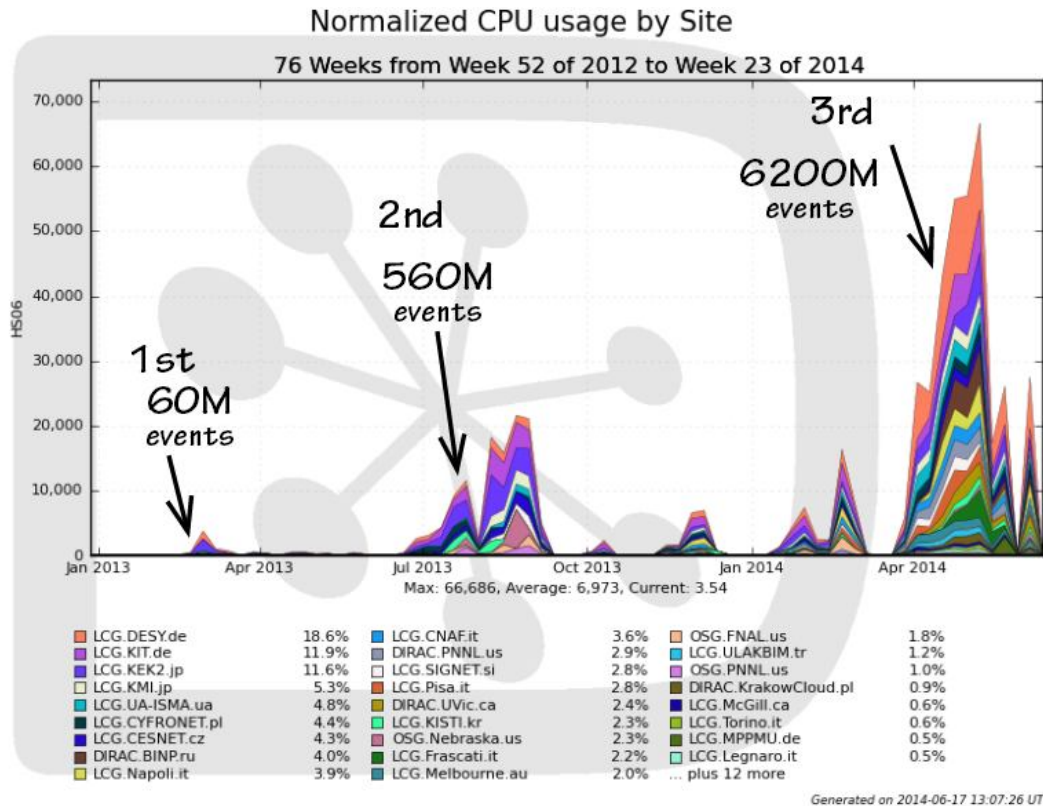 Normalized CPU usage by Site
76 Weeks from Week 52 of 2012 to Week 23 of 2014
70,000
60,000
50,000
40,000
30,000
20,000
10,000
0
HS06
1st
60M
events
2nd
560M
events
3rd
6200M
events
Jan 2013 Apr 2013 Jul 2013 Oct 2013 Jan 2014 Apr 2014
Max: 66,686, Average: 6,973, Current: 3.54
LCG.DESY.de 18.6% LCG.CNAF.it 3.6% OSG.FNAL.us 1.8%
LCG.KIT.de 11.9% DIRAC.PNNL.us 2.9% LCG.ULAKBIM.tr 1.2%
LCG.KEK2.jp 11.6% LCG.SIGNET.si 2.8% OSG.PNNL.us 1.0%
LCG.KMI.jp 5.3% LCG.Pisa.it 2.8% DIRAC.KrakowCloud.pl 0.9%
LCG.UA-ISMA.ua 4.8% DIRAC.UVic.ca 2.4% LCG.McGill.ca 0.6%
LCG.CYFRONET.pl 4.4% LCG.KISTI.kr 2.3% LCG.Torino.it 0.6%
LCG.CESNET.cz 4.3% OSG.Nebraska.us 2.3% LCG.MPPMU.de 0.5%
DIRAC.BINP.ru 4.0% LCG.Frascati.it 2.2% LCG.Legnaro.it 0.5%
LCG.Napoli.it 3.9% LCG.Melbourne.au 2.0% ... plus 12 more
Generated on 2014-06-17 13:07:26 UT